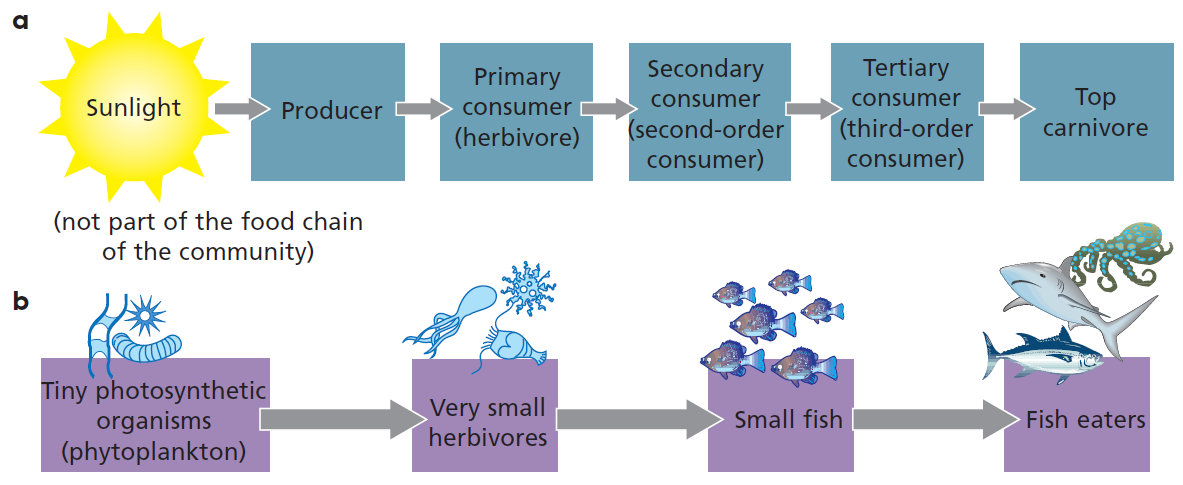 a
Sunlight
Producer
Primary
consumer
(herbivore)
Secondary
consumer
(second-order
consumer)
Tertiary
consumer
(third-order
consumer)
Top
carnivore
(not part of the food chain
of the community)
b
Tiny photosynthetic
organisms
(phytoplankton)
Very small
herbivores
Small fish
Fish eaters